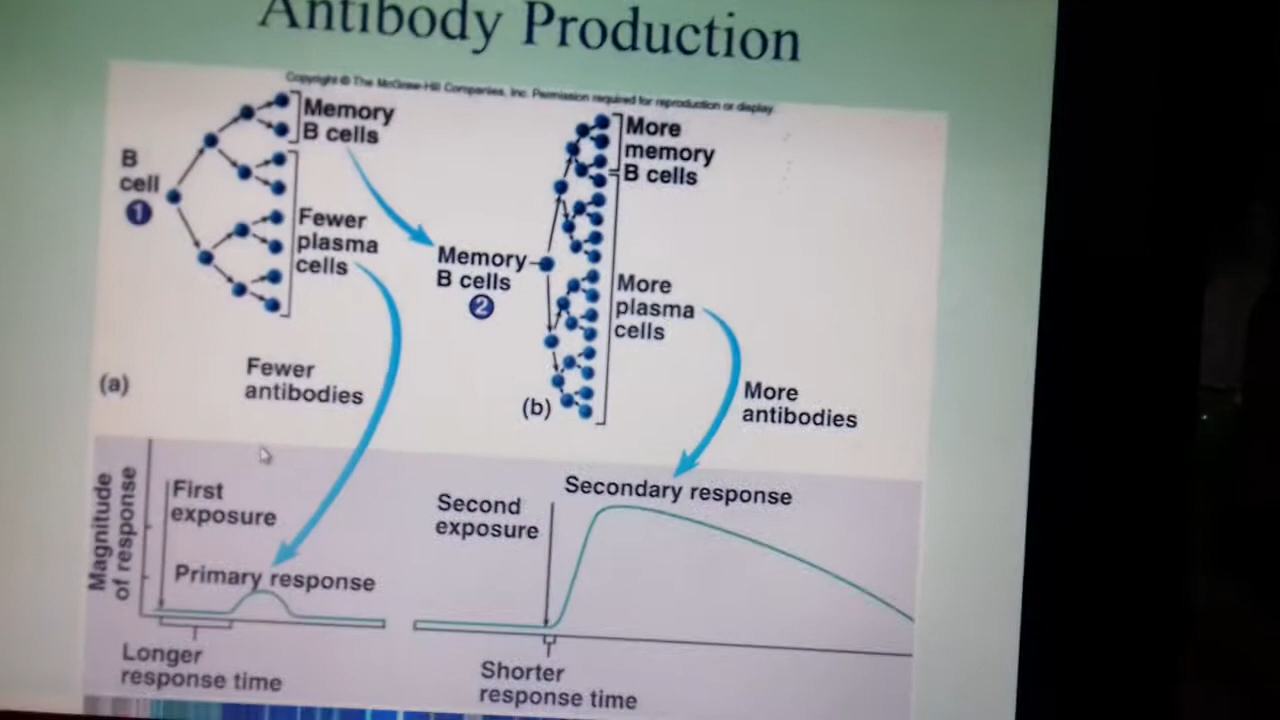 Antibody Production
Copyright © The McGraw-Hill Companies, Inc. Permission required for reproduction or display
B
cell
1
Memory
B cells
Fewer
plasma
cells
Fewer
antibodies
(a)
Memory
B cells
2
More
memory
B cells
More
plasma
cells
(b)
More
antibodies
Magnitude
of response
First
exposure
Primary response
Longer
response time
Second
exposure
Secondary response
Shorter
response time